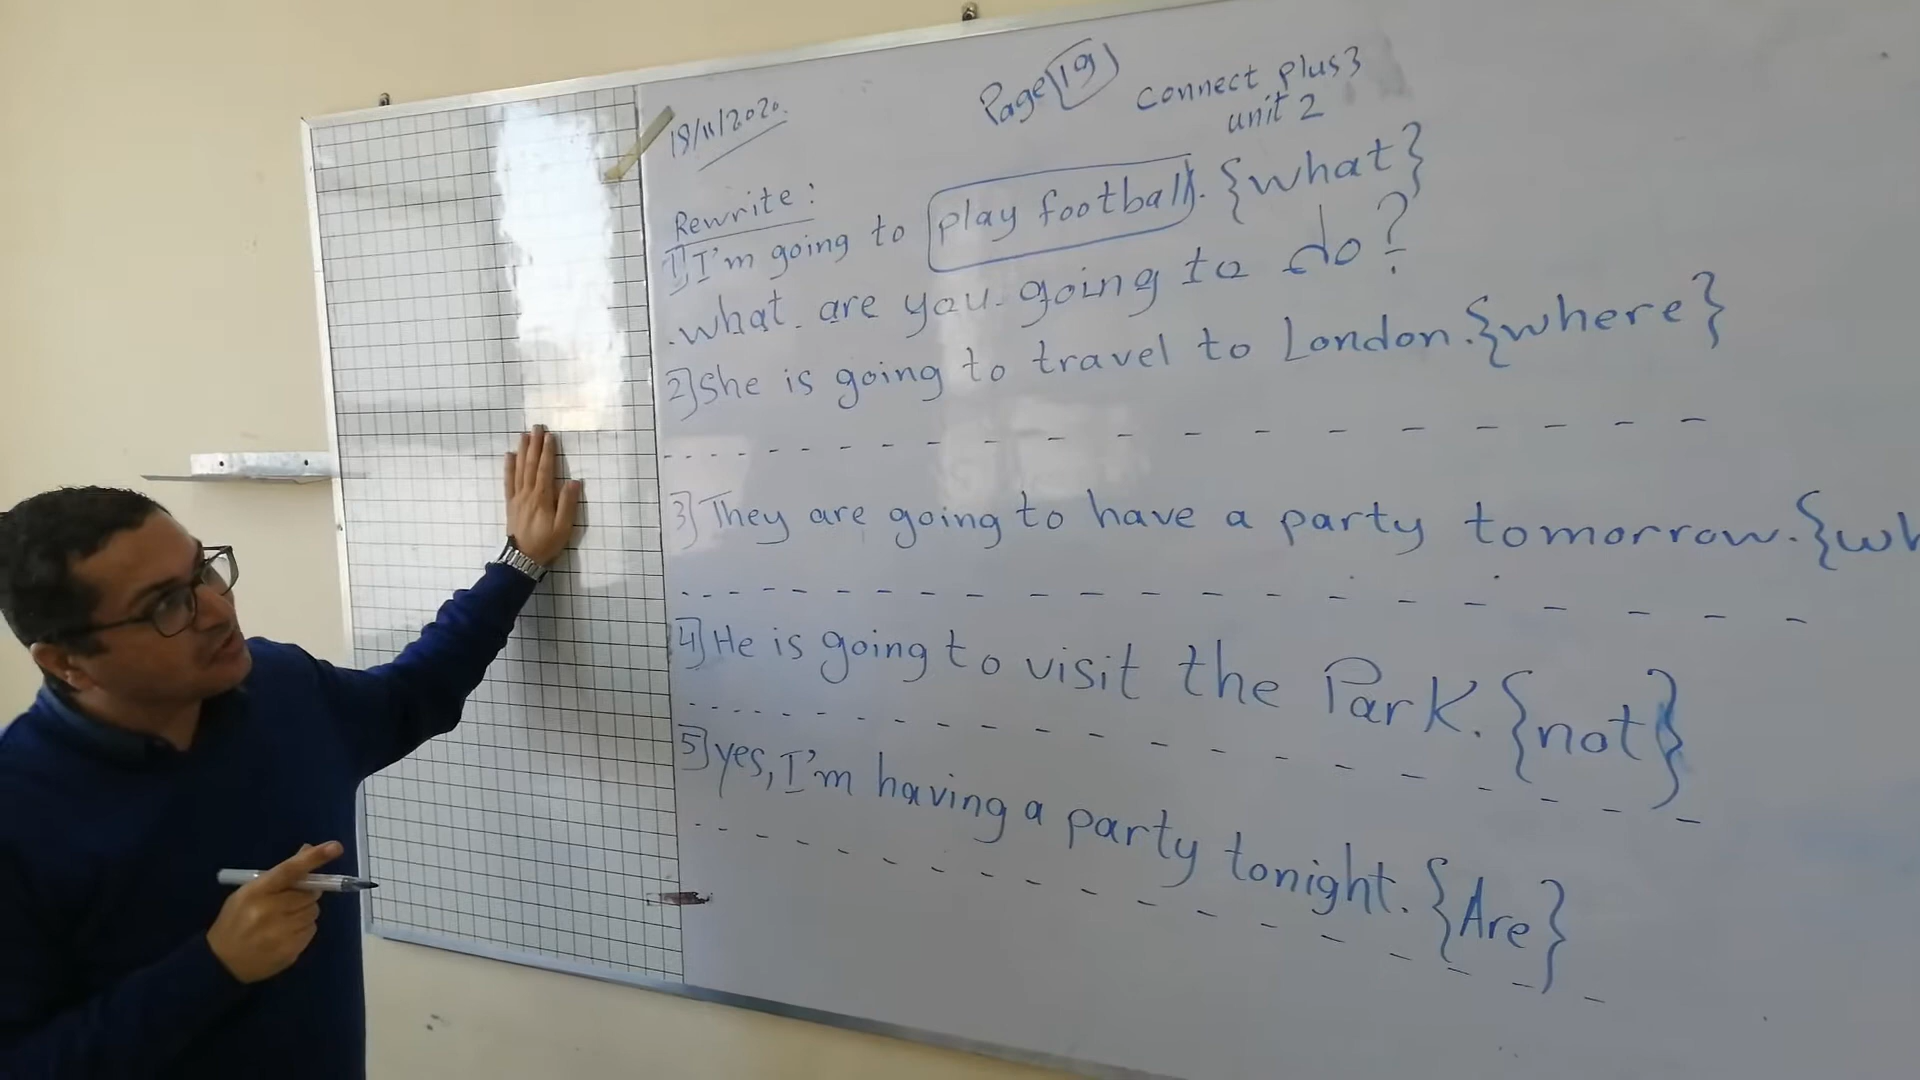 18/11/2020.
Page 19
Connect plus 3
unit 2
Rewrite:
1] I'm going to play football. {what}
.what are you going to do?
2] She is going to travel to London. {where}
3] They are going to have a party tomorrow. {wh
4] He is going to visit the Park. {not}
5] yes, I'm having a party tonight. {Are}